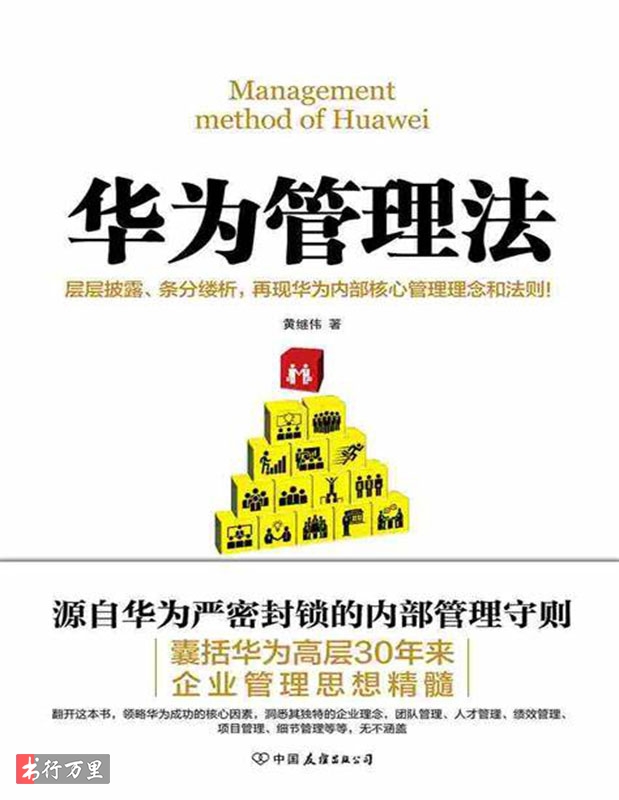 Management
method of Huawei
华为管理法
层层披露、条分缕析，再现华为内部核心管理理念和法则！
黄继伟 著
源自华为严密封锁的内部管理守则
囊括华为高层30年来
企业管理思想精髓
翻开这本书，领略华为成功的核心因素，洞悉其独特的企业理念，团队管理、人才管理、绩效管理、
项目管理、细节管理等等，无不涵盖
中国友谊出版公司
书行万里